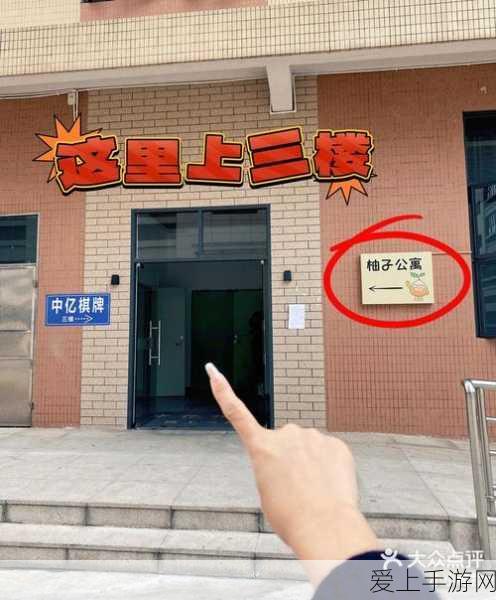 这里上三楼
柚子公寓
中亿棋牌
三楼
大众点评
爱上手游网